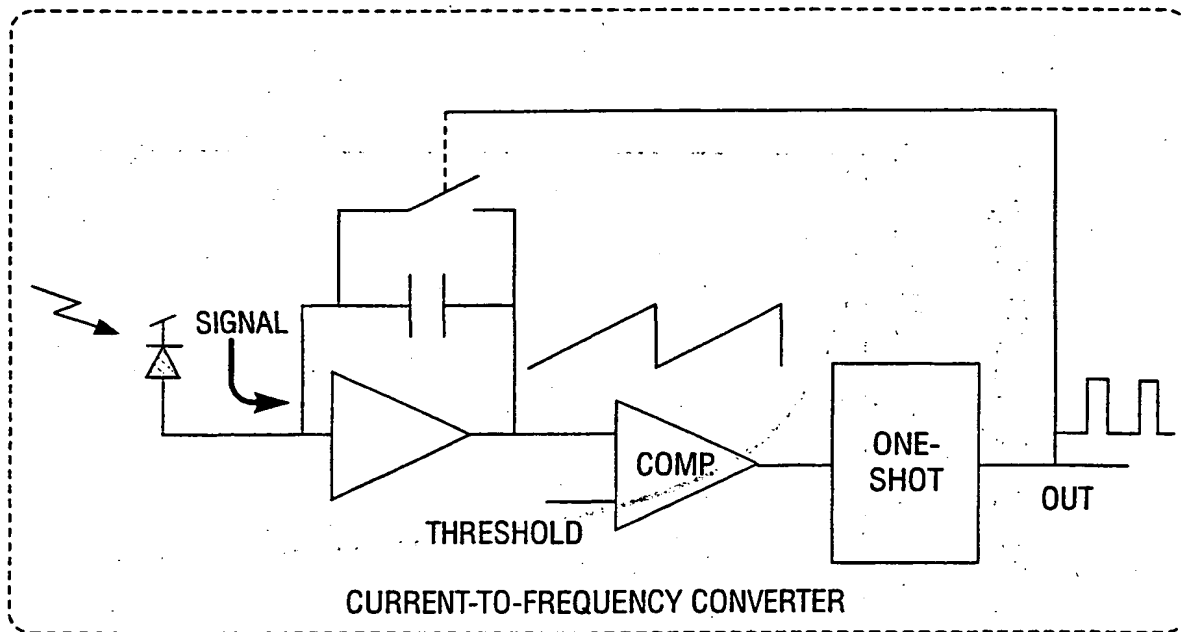 SIGNAL
COMP.
THRESHOLD
ONE-
SHOT
OUT
CURRENT-TO-FREQUENCY CONVERTER